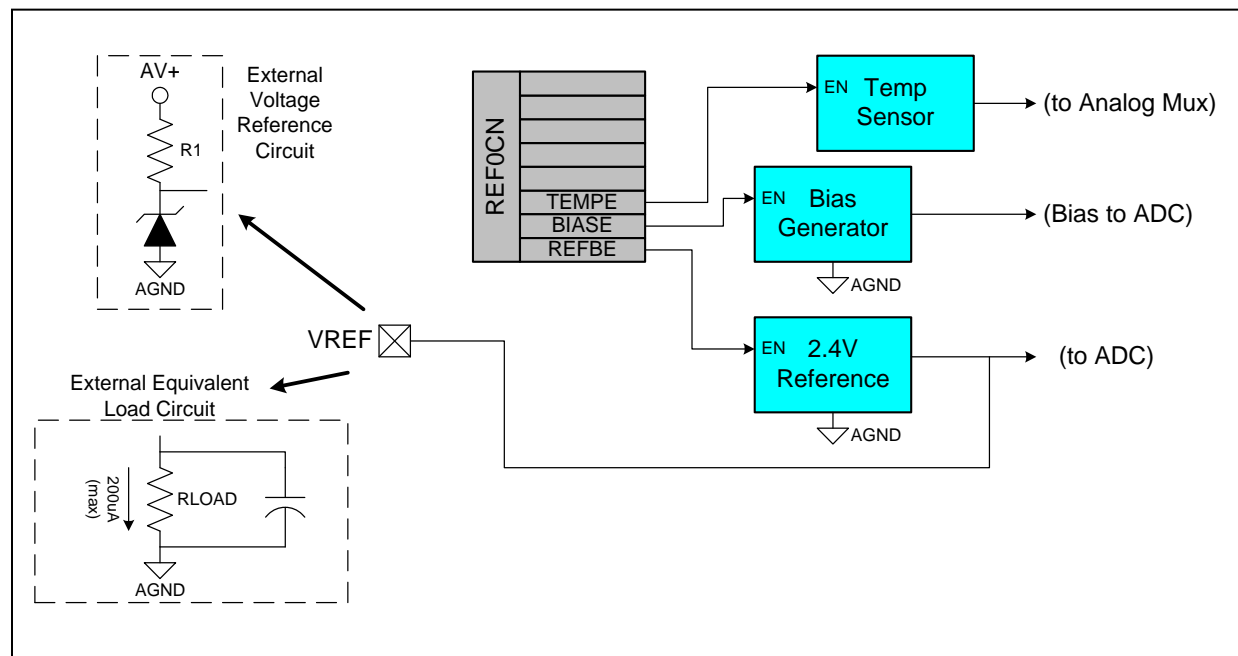 AV+
R1
AGND
External
Voltage
Reference
Circuit
REF0CN
TEMPE
BIASE
REFBE
EN
Temp
Sensor
(to Analog Mux)
EN
Bias
Generator
(Bias to ADC)
AGND
VREF
EN
2.4V
Reference
(to ADC)
AGND
External Equivalent
Load Circuit
200uA
(max)
RLOAD
AGND